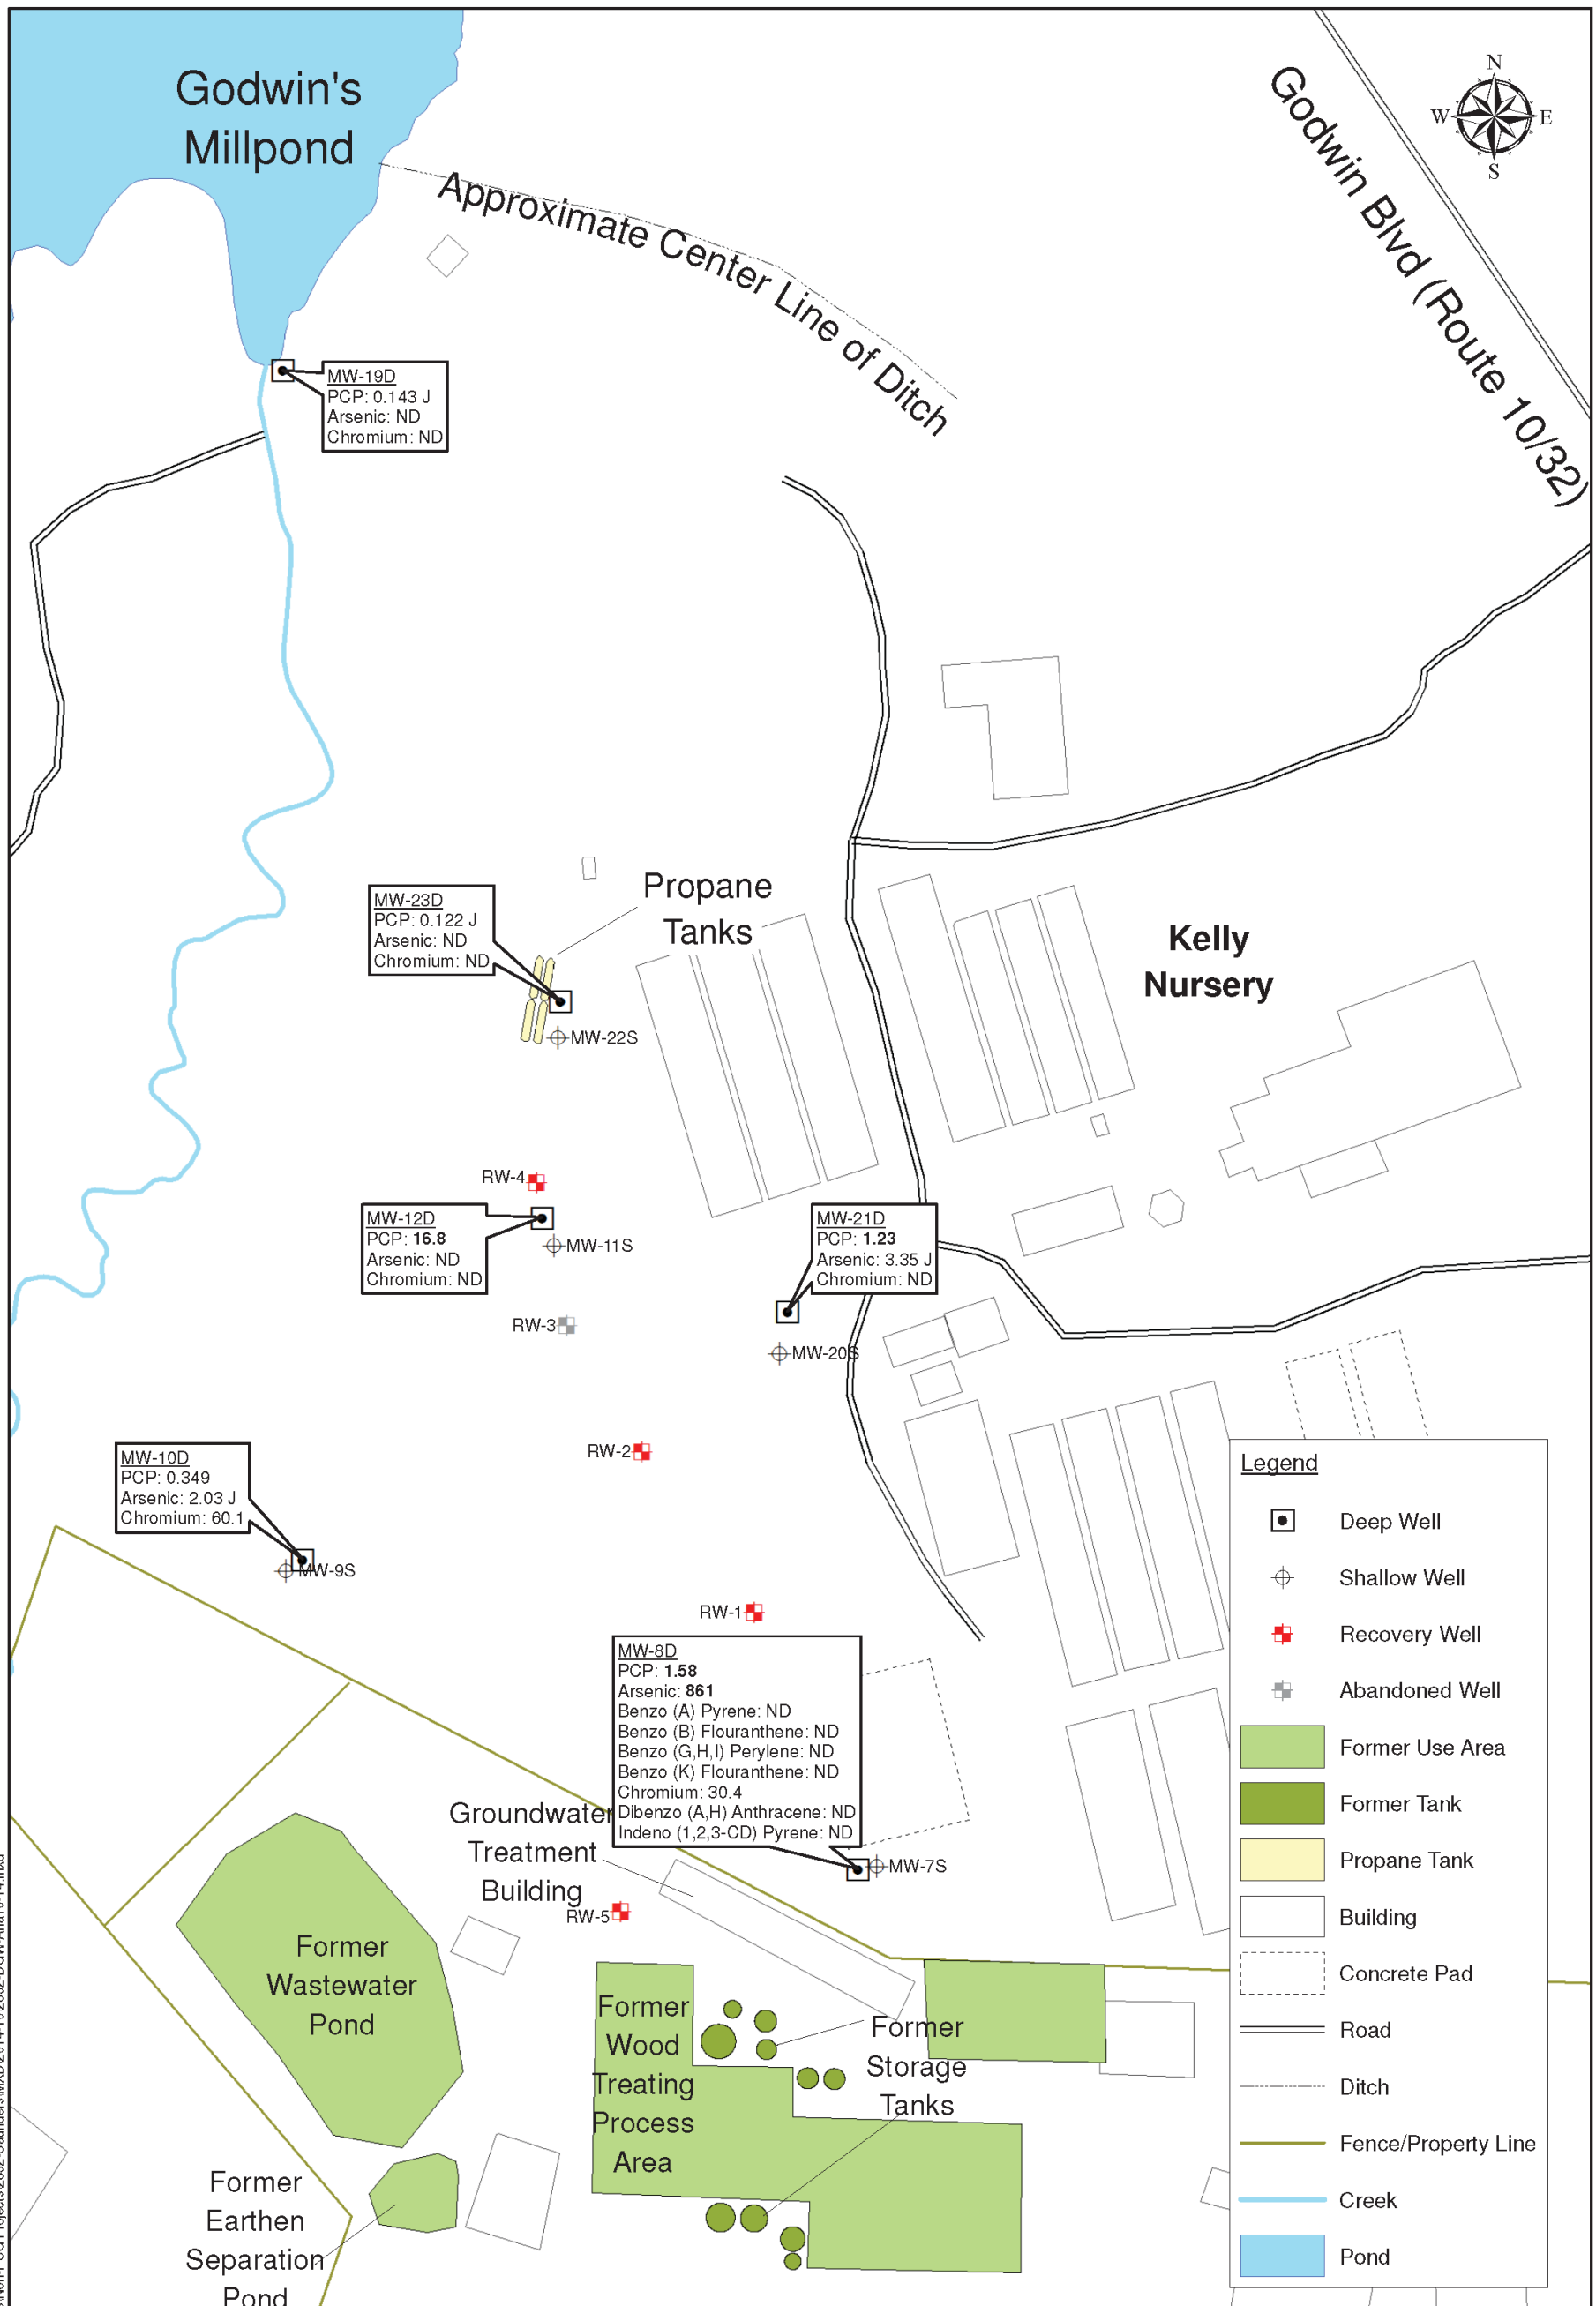 Godwin's
Millpond
N
W
E
S
Godwin Blvd (Route 10/32)
Approximate Center Line of Ditch
MW-19D
PCP: 0.143 J
Arsenic: ND
Chromium: ND
MW-23D
PCP: 0.122 J
Arsenic: ND
Chromium: ND
Propane
Tanks
Kelly
Nursery
MW-22S
RW-4
MW-12D
PCP: 16.8
Arsenic: ND
Chromium: ND
MW-11S
MW-21D
PCP: 1.23
Arsenic: 3.35 J
Chromium: ND
RW-3
MW-20S
RW-2
MW-10D
PCP: 0.349
Arsenic: 2.03 J
Chromium: 60.1
MW-9S
RW-1
MW-8D
PCP: 1.58
Arsenic: 861
Benzo (A) Pyrene: ND
Benzo (B) Flouranthene: ND
Benzo (G,H,I) Perylene: ND
Benzo (K) Flouranthene: ND
Chromium: 30.4
Dibenzo (A,H) Anthracene: ND
Indeno (1,2,3-CD) Pyrene: ND
Groundwater
Treatment
Building
MW-7S
RW-5
Former
Wastewater
Pond
Former
Wood
Treating
Process
Area
Former
Storage
Tanks
Former
Earthen
Separation
Pond
Legend
Deep Well
Shallow Well
Recovery Well
Abandoned Well
Former Use Area
Former Tank
Propane Tank
Building
Concrete Pad
Road
Ditch
Fence/Property Line
Creek
Pond